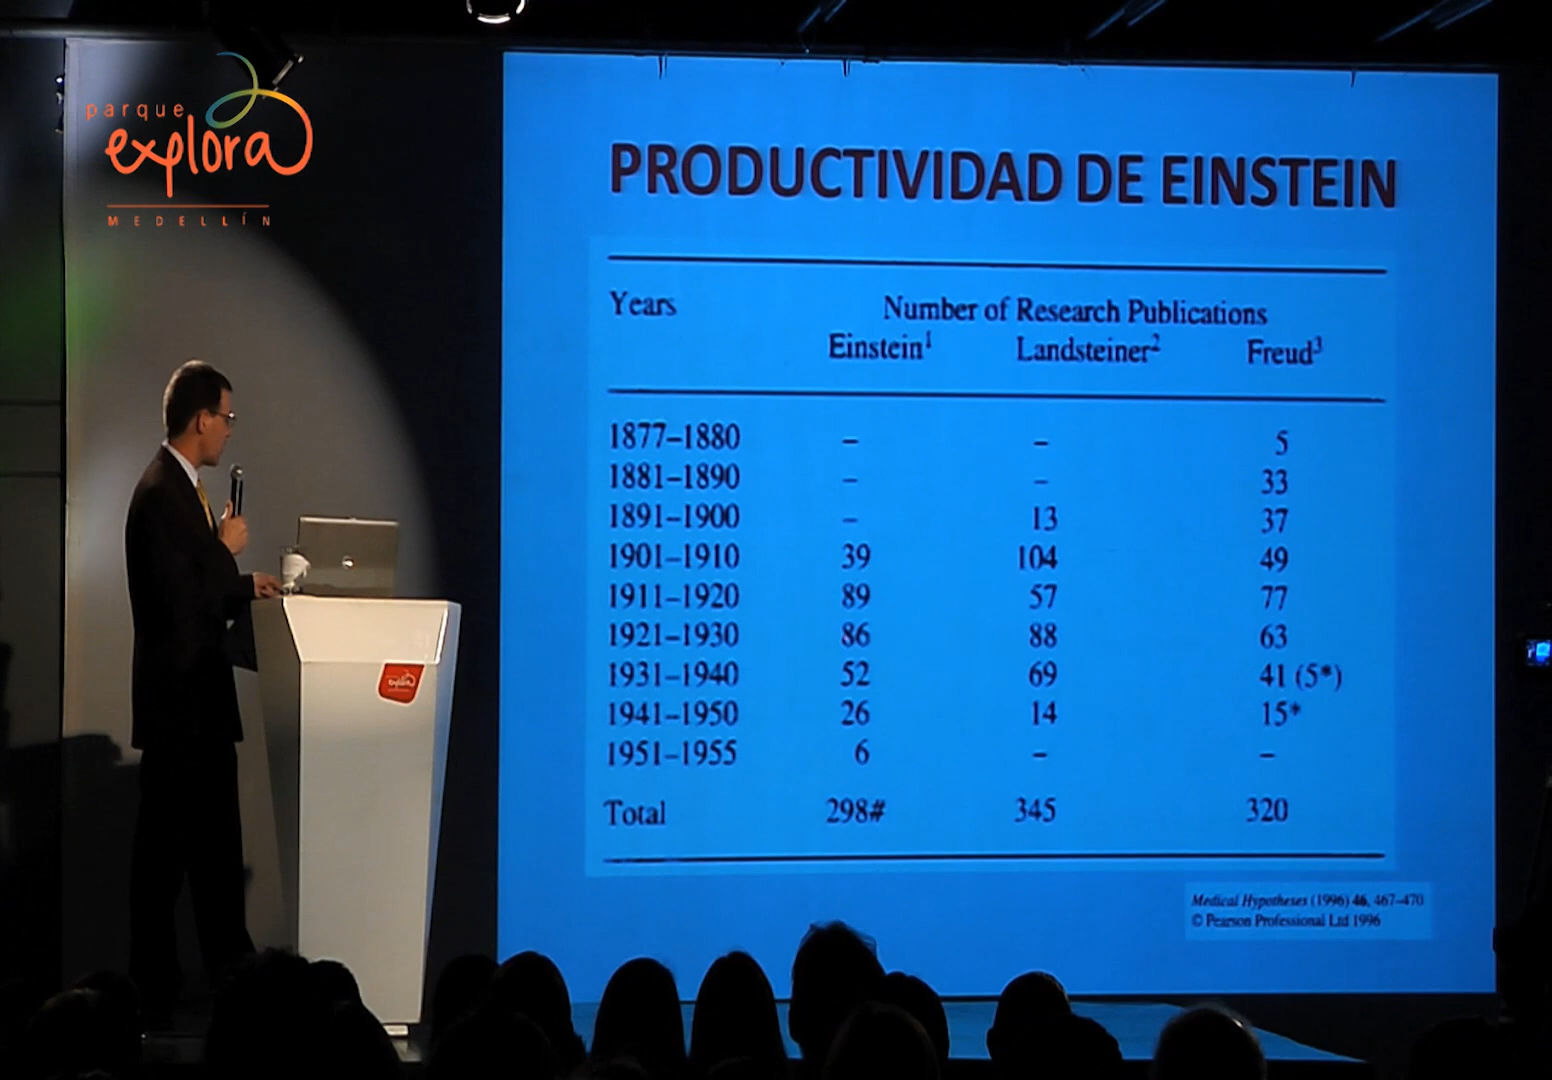 parque
explora
MEDELLÍN
PRODUCTIVIDAD DE EINSTEIN
Years Number of Research Publications
Einstein¹ Landsteiner² Freud³
1877–1880 – – 5
1881–1890 – – 33
1891–1900 – 13 37
1901–1910 39 104 49
1911–1920 89 57 77
1921–1930 86 88 63
1931–1940 52 69 41 (5*)
1941–1950 26 14 15*
1951–1955 6 – –
Total 298# 345 320
Medical Hypotheses (1996) 46, 467–470
© Pearson Professional Ltd 1996
explora